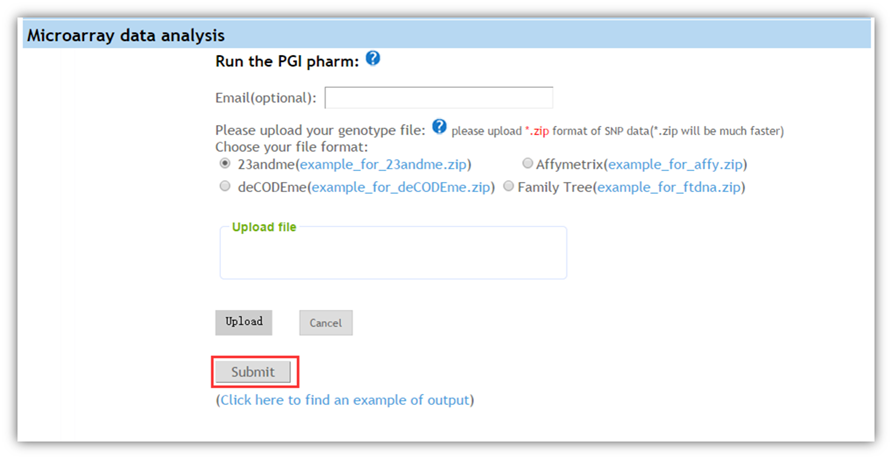 Microarray data analysis
Run the PGI pharm: ?
Email(optional):
Please upload your genotype file: ? please upload *.zip format of SNP data(*.zip will be much faster)
Choose your file format:
23andme(example_for_23andme.zip) Affymetrix(example_for_affy.zip)
deCODEme(example_for_deCODEme.zip) Family Tree(example_for_ftdna.zip)
Upload file
Upload Cancel
Submit
(Click here to find an example of output)